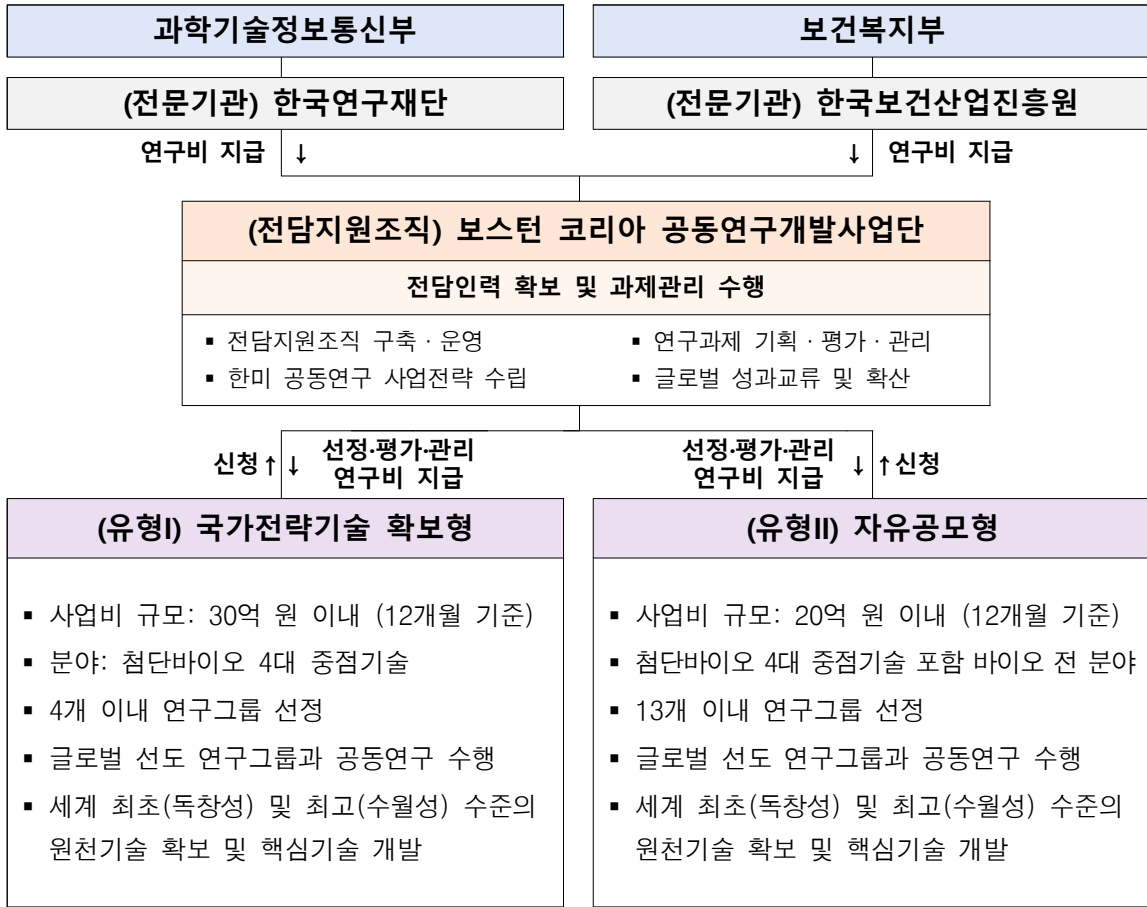 과학기술정보통신부
보건복지부
(전문기관) 한국연구재단
(전문기관) 한국보건산업진흥원
연구비 지급 ↓
↓ 연구비 지급
(전담지원조직) 보스턴 코리아 공동연구개발사업단
전담인력 확보 및 과제관리 수행
▪ 전담지원조직 구축 · 운영
▪ 연구과제 기획 · 평가 · 관리
▪ 한미 공동연구 사업전략 수립
▪ 글로벌 성과교류 및 확산
신청 ↑ ↓ 선정·평가·관리
연구비 지급
선정·평가·관리
연구비 지급 ↓ ↑ 신청
(유형I) 국가전략기술 확보형
▪ 사업비 규모: 30억 원 이내 (12개월 기준)
▪ 분야: 첨단바이오 4대 중점기술
▪ 4개 이내 연구그룹 선정
▪ 글로벌 선도 연구그룹과 공동연구 수행
▪ 세계 최초(독창성) 및 최고(수월성) 수준의
원천기술 확보 및 핵심기술 개발
(유형II) 자유공모형
▪ 사업비 규모: 20억 원 이내 (12개월 기준)
▪ 첨단바이오 4대 중점기술 포함 바이오 전 분야
▪ 13개 이내 연구그룹 선정
▪ 글로벌 선도 연구그룹과 공동연구 수행
▪ 세계 최초(독창성) 및 최고(수월성) 수준의
원천기술 확보 및 핵심기술 개발